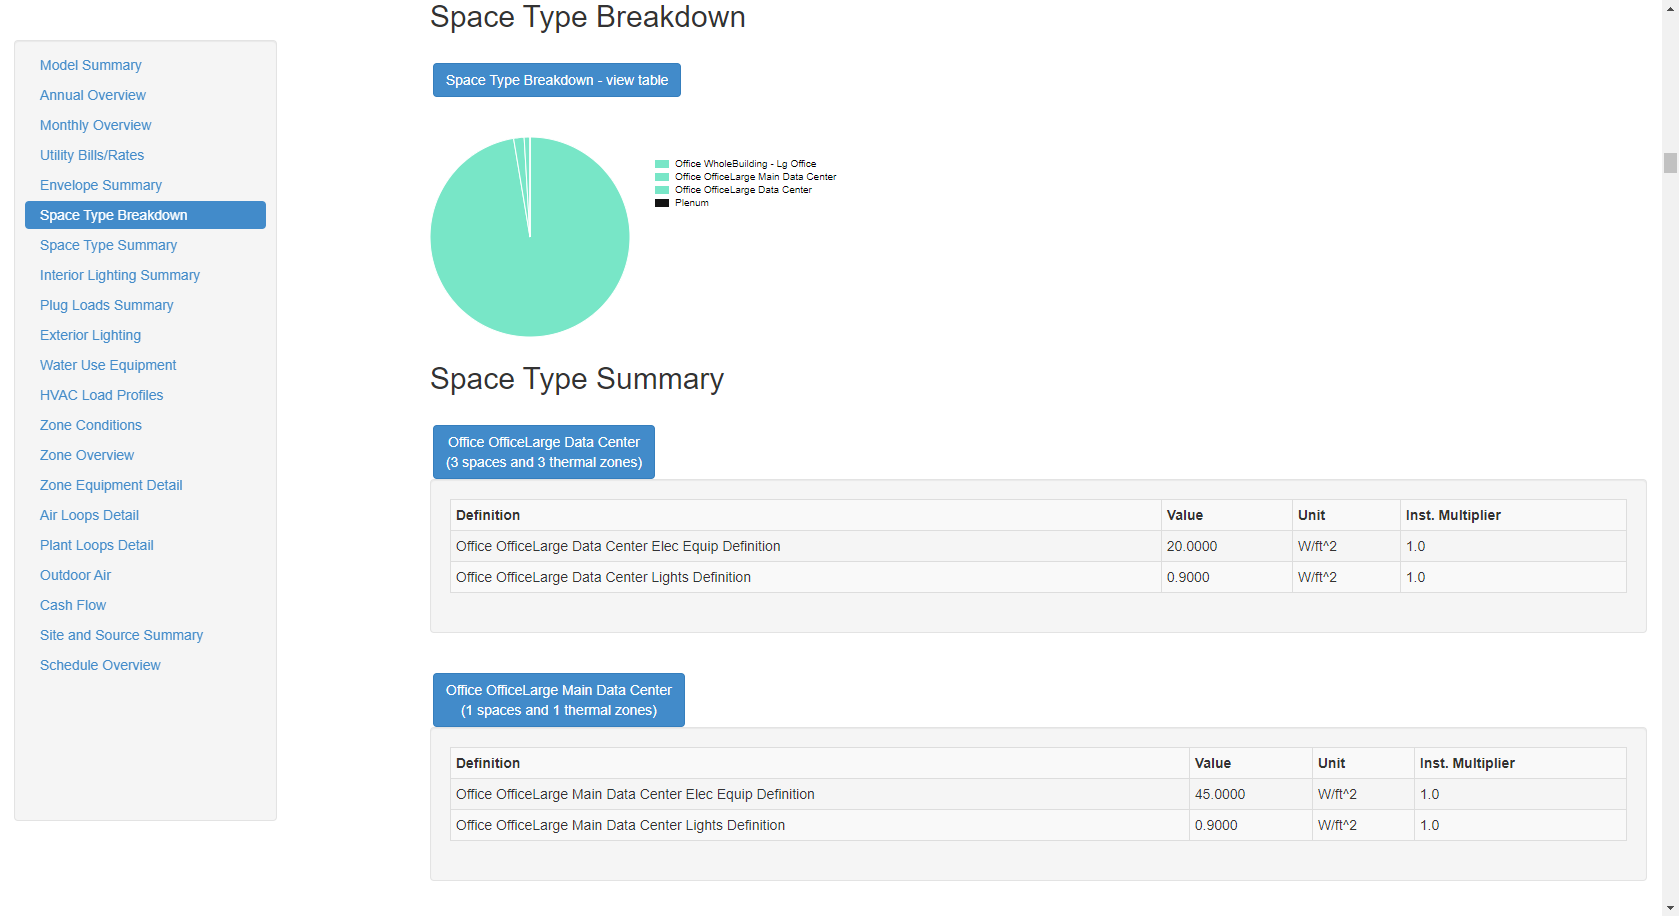 Model Summary
Annual Overview
Monthly Overview
Utility Bills/Rates
Envelope Summary
Space Type Breakdown
Space Type Summary
Interior Lighting Summary
Plug Loads Summary
Exterior Lighting
Water Use Equipment
HVAC Load Profiles
Zone Conditions
Zone Overview
Zone Equipment Detail
Air Loops Detail
Plant Loops Detail
Outdoor Air
Cash Flow
Site and Source Summary
Schedule Overview
Space Type Breakdown
Space Type Breakdown - view table
Office WholeBuilding - Lg Office
Office OfficeLarge Main Data Center
Office OfficeLarge Data Center
Plenum
Space Type Summary
Office OfficeLarge Data Center
(3 spaces and 3 thermal zones)
Definition Value Unit Inst. Multiplier
Office OfficeLarge Data Center Elec Equip Definition 20.0000 W/ft^2 1.0
Office OfficeLarge Data Center Lights Definition 0.9000 W/ft^2 1.0
Office OfficeLarge Main Data Center
(1 spaces and 1 thermal zones)
Definition Value Unit Inst. Multiplier
Office OfficeLarge Main Data Center Elec Equip Definition 45.0000 W/ft^2 1.0
Office OfficeLarge Main Data Center Lights Definition 0.9000 W/ft^2 1.0